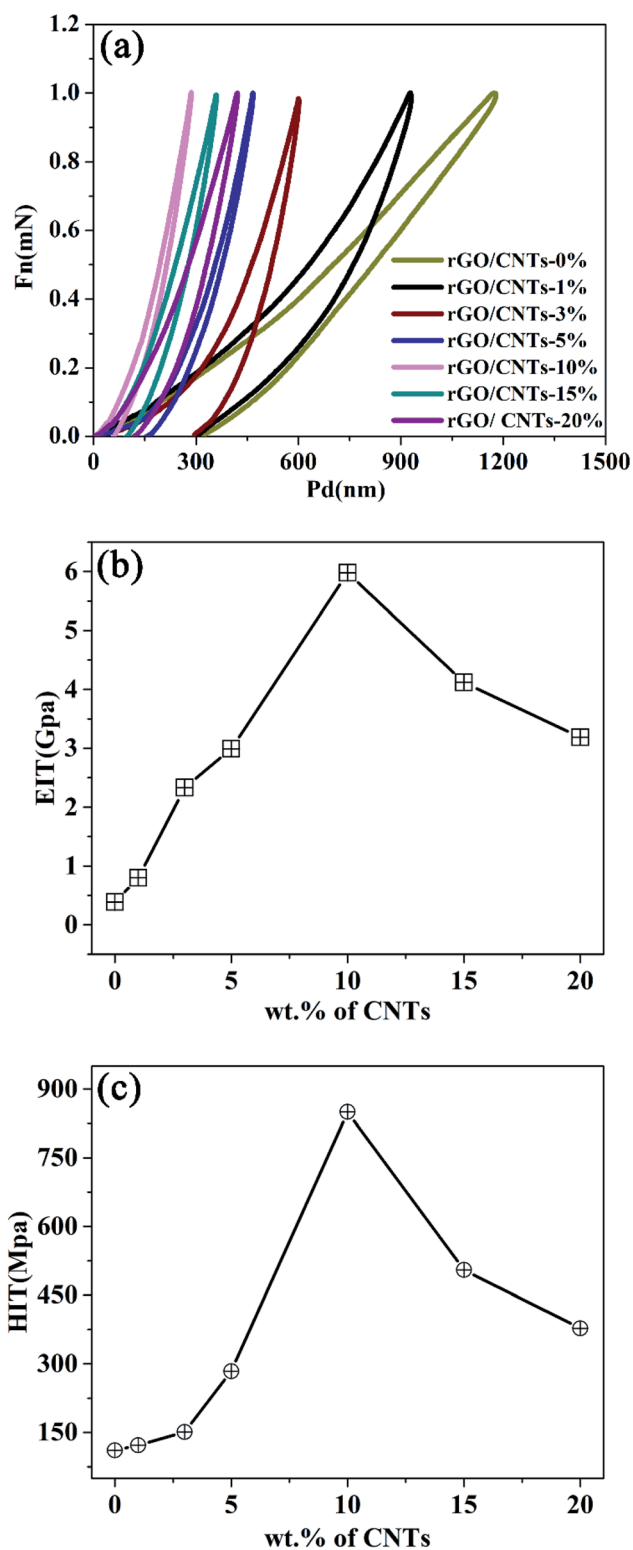 (a)
1.2
1.0
0.8
0.6
0.4
0.2
0.0
Fn(mN)
rGO/CNTs-0%
rGO/CNTs-1%
rGO/CNTs-3%
rGO/CNTs-5%
rGO/CNTs-10%
rGO/CNTs-15%
rGO/ CNTs-20%
0 300 600 900 1200 1500
Pd(nm)
(b)
6
5
4
3
2
1
0
EIT(Gpa)
0 5 10 15 20
wt.% of CNTs
(c)
900
750
600
450
300
150
HIT(Mpa)
0 5 10 15 20
wt.% of CNTs